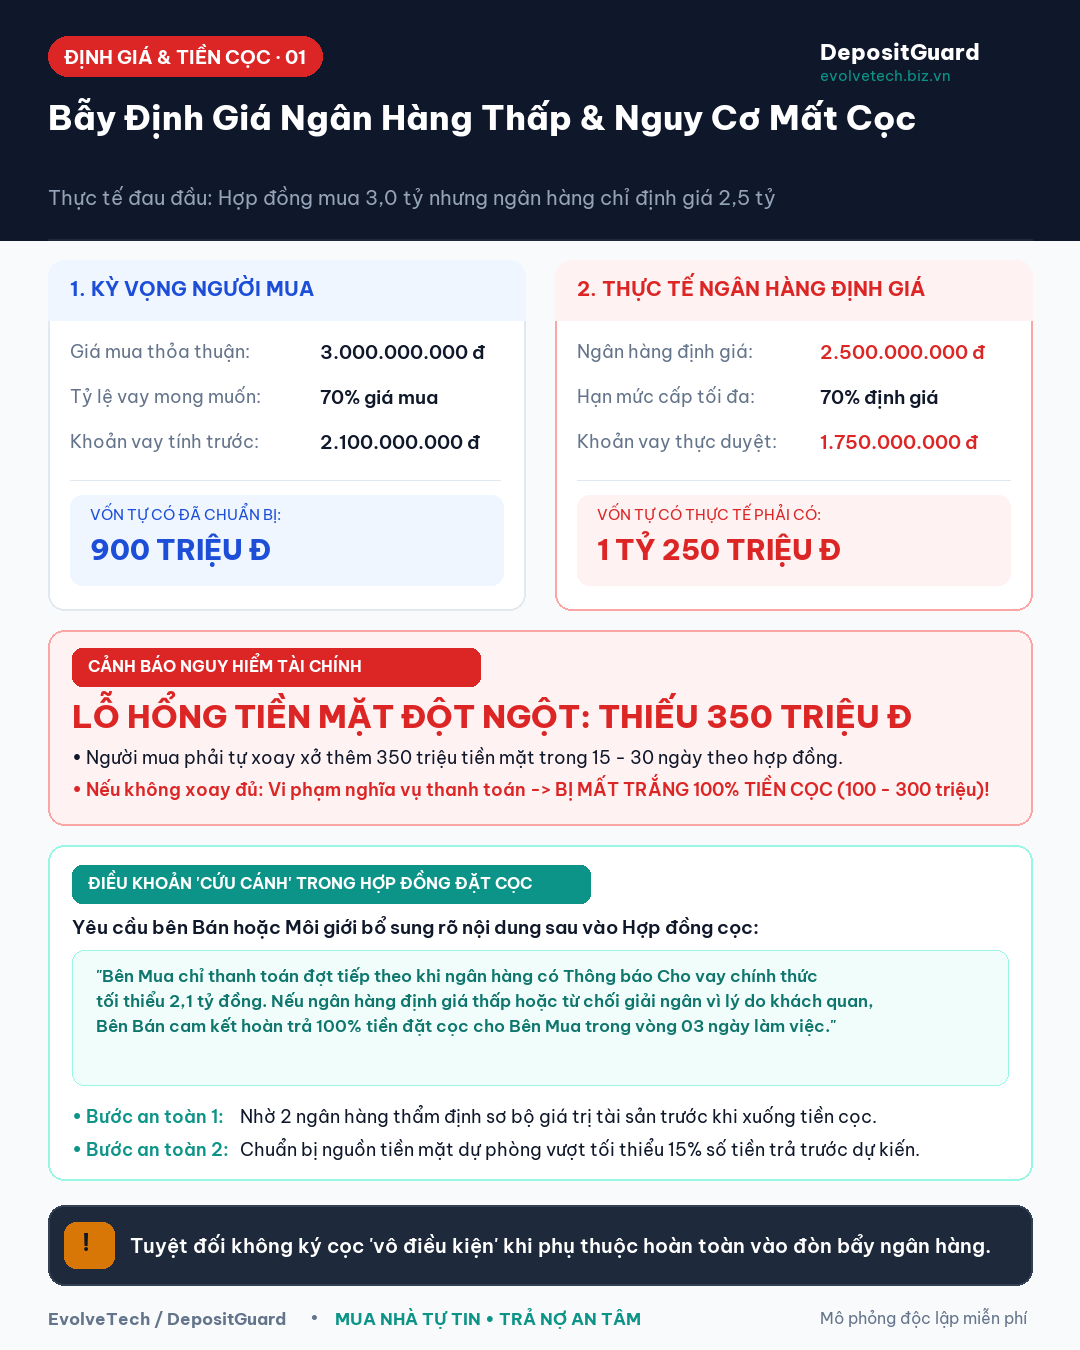 ĐỊNH GIÁ & TIỀN CỌC · 01
DepositGuard
evolvetech.biz.vn
Bẫy Định Giá Ngân Hàng Thấp & Nguy Cơ Mất Cọc
Thực tế đau đầu: Hợp đồng mua 3,0 tỷ nhưng ngân hàng chỉ định giá 2,5 tỷ
1. KỲ VỌNG NGƯỜI MUA
Giá mua thỏa thuận: 3.000.000.000 đ
Tỷ lệ vay mong muốn: 70% giá mua
Khoản vay tính trước: 2.100.000.000 đ
VỐN TỰ CÓ ĐÃ CHUẨN BỊ:
900 TRIỆU Đ
2. THỰC TẾ NGÂN HÀNG ĐỊNH GIÁ
Ngân hàng định giá: 2.500.000.000 đ
Hạn mức cấp tối đa: 70% định giá
Khoản vay thực duyệt: 1.750.000.000 đ
VỐN TỰ CÓ THỰC TẾ PHẢI CÓ:
1 TỶ 250 TRIỆU Đ
CẢNH BÁO NGUY HIỂM TÀI CHÍNH
LỖ HỔNG TIỀN MẶT ĐỘT NGỘT: THIẾU 350 TRIỆU Đ
• Người mua phải tự xoay xở thêm 350 triệu tiền mặt trong 15 - 30 ngày theo hợp đồng.
• Nếu không xoay đủ: Vi phạm nghĩa vụ thanh toán -> BỊ MẤT TRẮNG 100% TIỀN CỌC (100 - 300 triệu)!
ĐIỀU KHOẢN 'CỨU CÁNH' TRONG HỢP ĐỒNG ĐẶT CỌC
Yêu cầu bên Bán hoặc Môi giới bổ sung rõ nội dung sau vào Hợp đồng cọc:
"Bên Mua chỉ thanh toán đợt tiếp theo khi ngân hàng có Thông báo Cho vay chính thức
tối thiểu 2,1 tỷ đồng. Nếu ngân hàng định giá thấp hoặc từ chối giải ngân vì lý do khách quan,
Bên Bán cam kết hoàn trả 100% tiền đặt cọc cho Bên Mua trong vòng 03 ngày làm việc."
• Bước an toàn 1: Nhờ 2 ngân hàng thẩm định sơ bộ giá trị tài sản trước khi xuống tiền cọc.
• Bước an toàn 2: Chuẩn bị nguồn tiền mặt dự phòng vượt tối thiểu 15% số tiền trả trước dự kiến.
! Tuyệt đối không ký cọc 'vô điều kiện' khi phụ thuộc hoàn toàn vào đòn bẩy ngân hàng.
EvolveTech / DepositGuard • MUA NHÀ TỰ TIN • TRẢ NỢ AN TÂM
Mô phỏng độc lập miễn phí